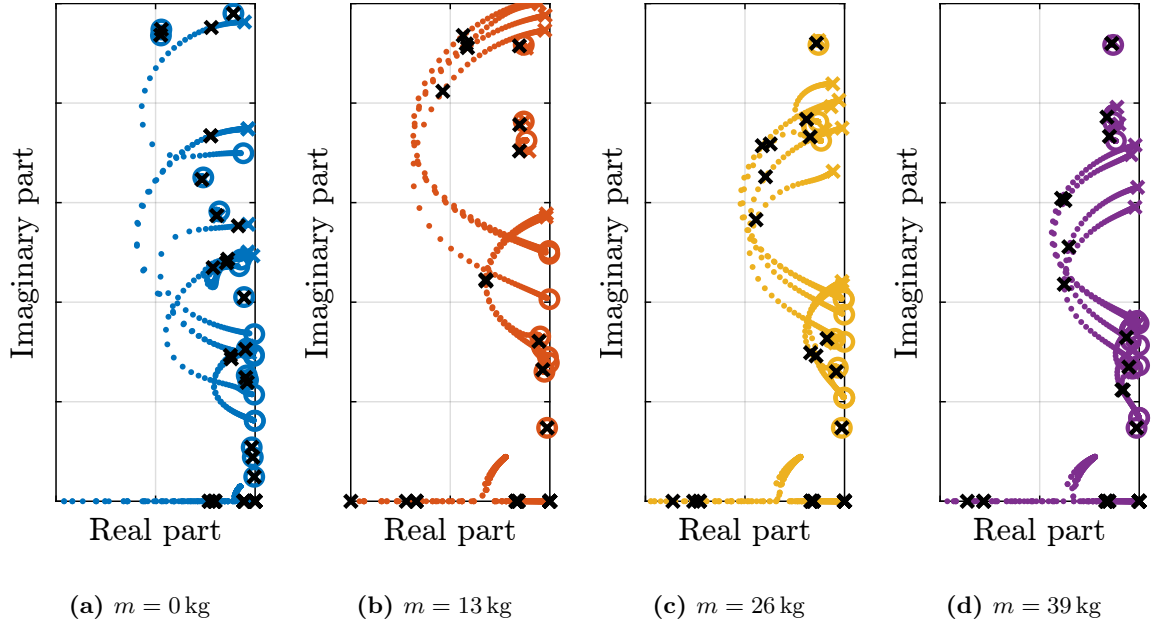 Imaginary part
Real part
(a) m = 0 kg
Imaginary part
Real part
(b) m = 13 kg
Imaginary part
Real part
(c) m = 26 kg
Imaginary part
Real part
(d) m = 39 kg